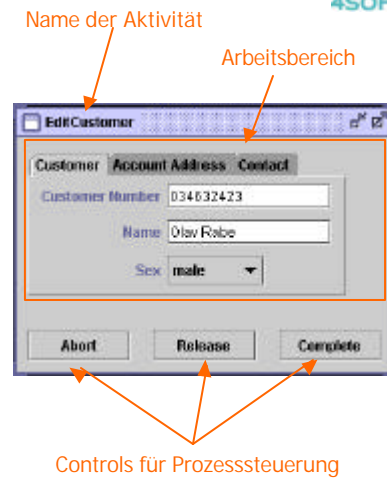 4SOF
Name der Aktivität
Arbeitsbereich
EditCustomer
Customer Account Address Contact
Customer Number 034632423
Name Olav Rabe
Sex male
Abort Release Complete
Controls für Prozesssteuerung